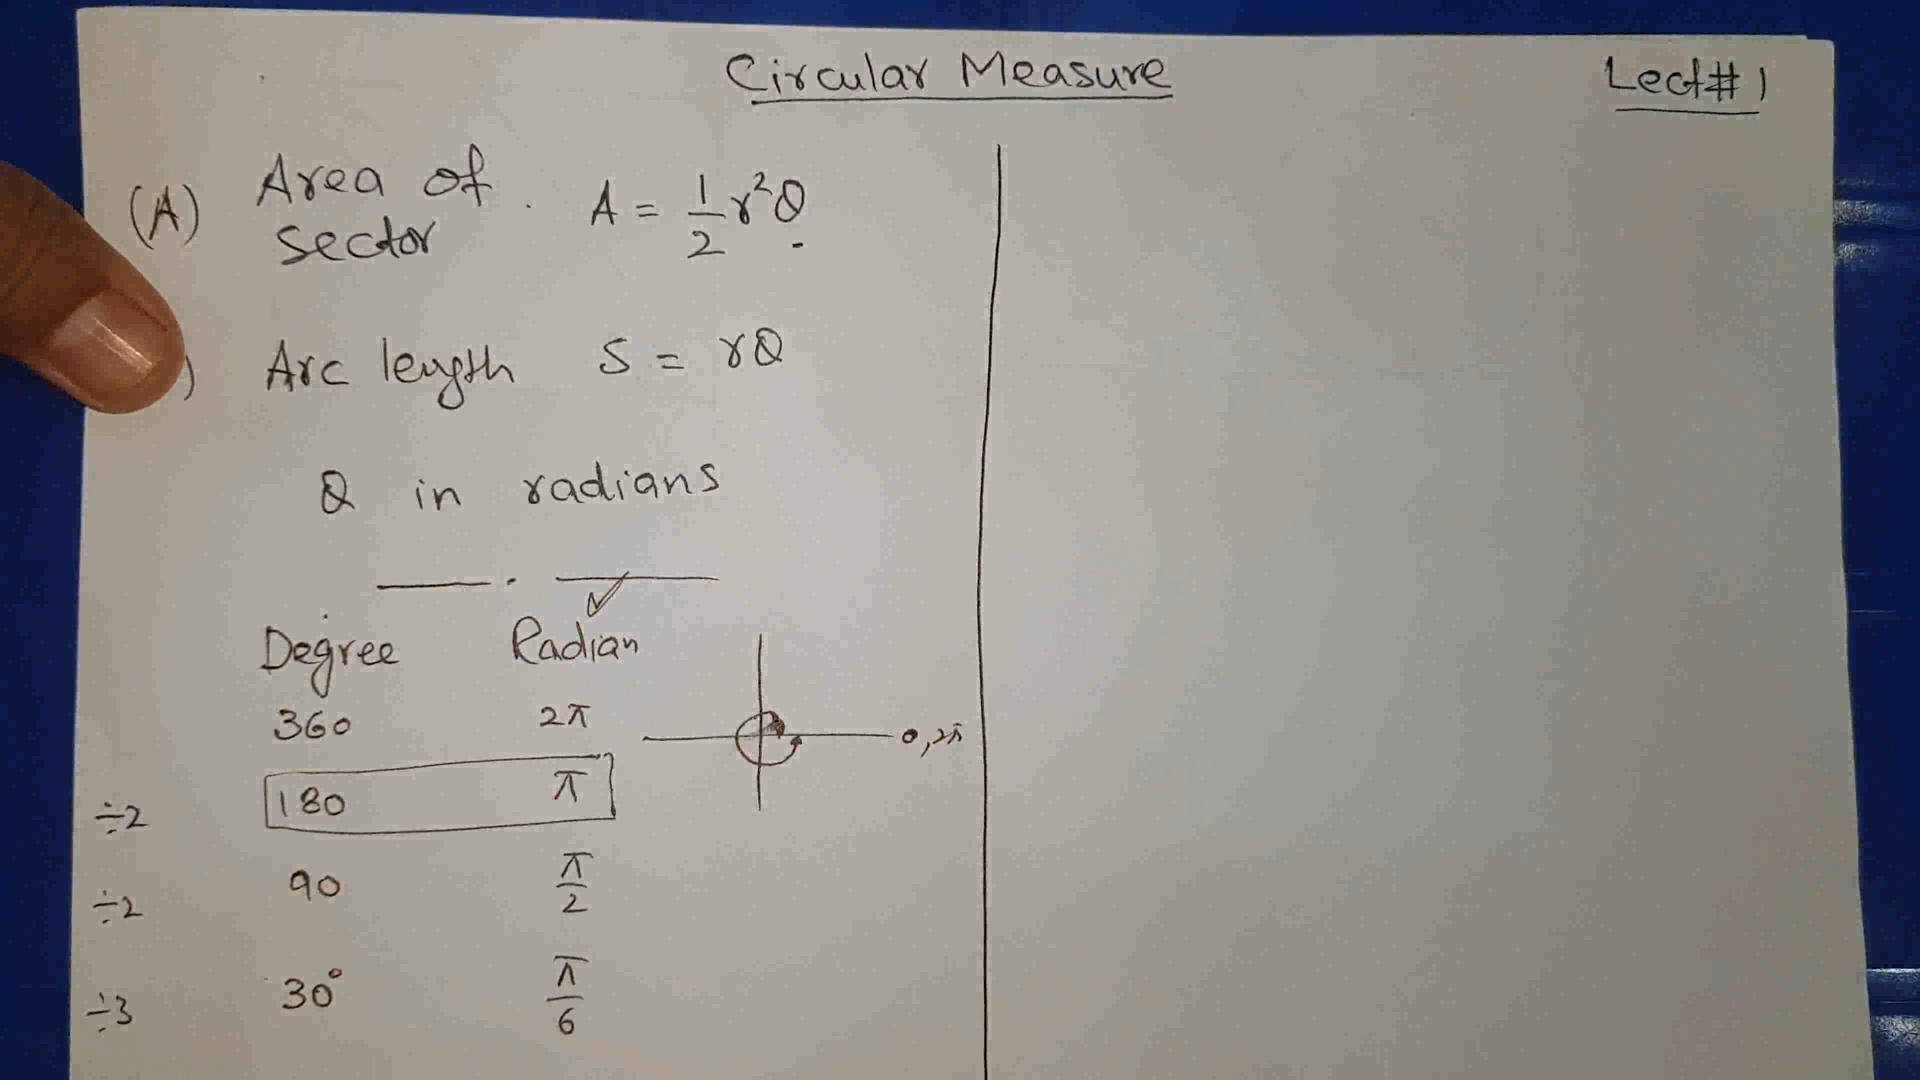 Circular Measure
Lect# 1
(A) Area of sector A = 1/2 r²θ
) Arc length S = rθ
θ in radians
Degree Radian
360 2π
0, 2π
÷2 180 π
÷2 90 π/2
÷3 30° π/6